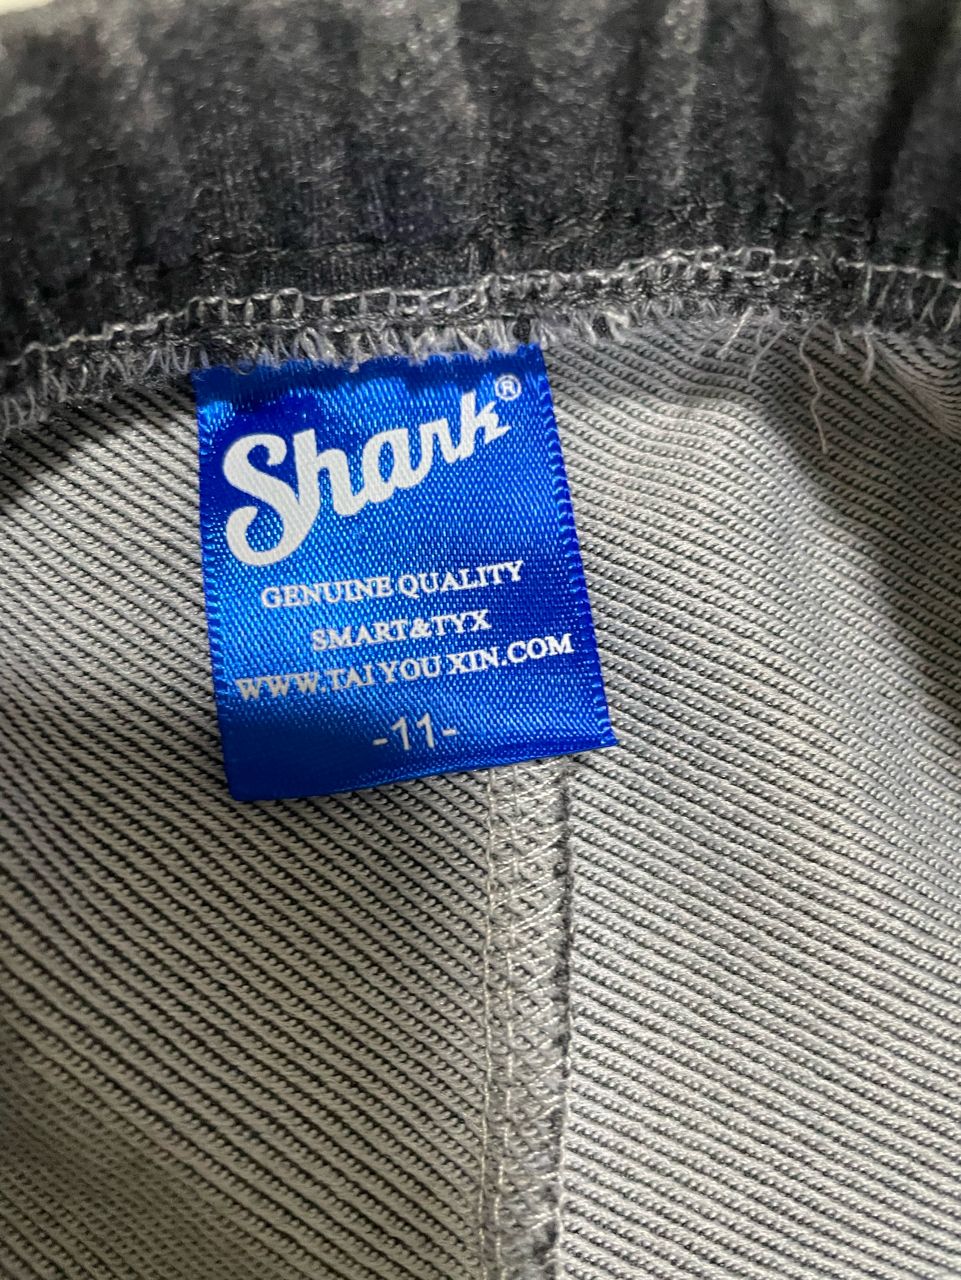 Shark®
GENUINE QUALITY
SMART&TYX
WWW.TAI YOU XIN.COM
-11-